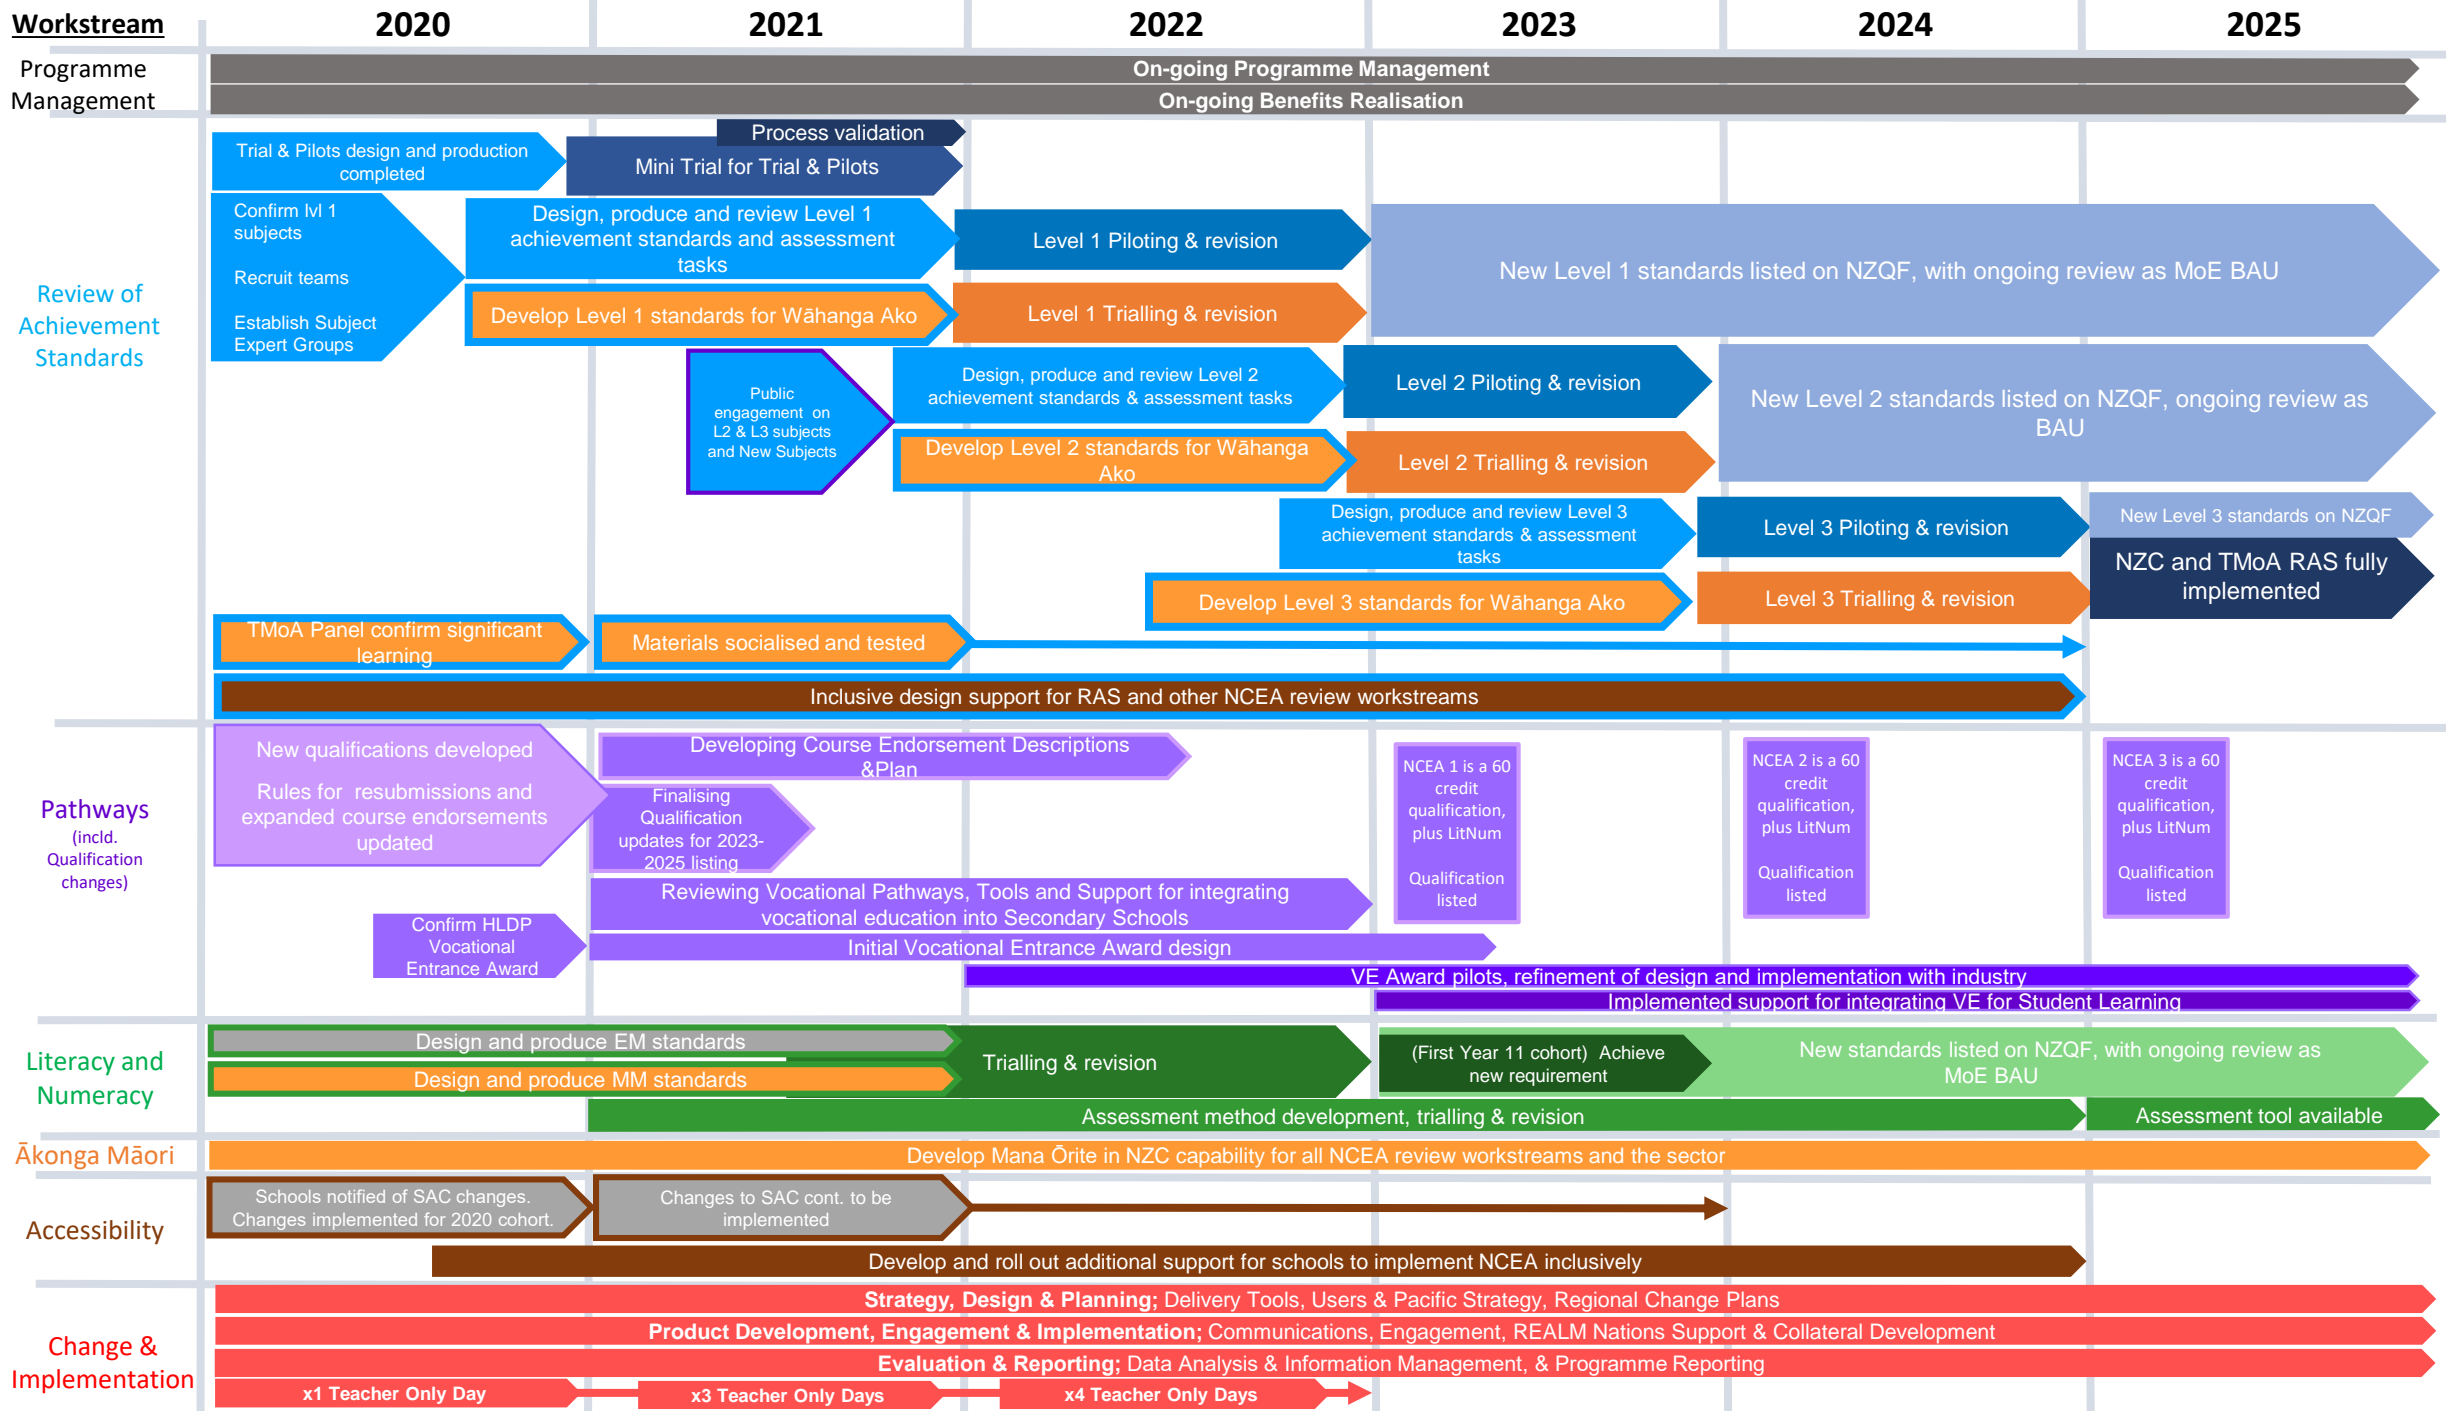 Workstream
2020
2021
2022
2023
2024
2025
Programme
Management
On-going Programme Management
On-going Benefits Realisation
Review of
Achievement
Standards
Trial & Pilots design and production
completed
Process validation
Mini Trial for Trial & Pilots
Confirm lvl 1
subjects
Recruit teams
Establish Subject
Expert Groups
Design, produce and review Level 1
achievement standards and assessment
tasks
Level 1 Piloting & revision
New Level 1 standards listed on NZQF, with ongoing review as MoE BAU
Develop Level 1 standards for Wāhanga Ako
Level 1 Trialling & revision
Public
engagement on
L2 & L3 subjects
and New Subjects
Design, produce and review Level 2
achievement standards & assessment tasks
Level 2 Piloting & revision
New Level 2 standards listed on NZQF, ongoing review as
BAU
Develop Level 2 standards for Wāhanga
Ako
Level 2 Trialling & revision
Design, produce and review Level 3
achievement standards & assessment
tasks
Level 3 Piloting & revision
New Level 3 standards on NZQF
NZC and TMoA RAS fully
implemented
Develop Level 3 standards for Wāhanga Ako
Level 3 Trialling & revision
TMoA Panel confirm significant
learning
Materials socialised and tested
Inclusive design support for RAS and other NCEA review workstreams
Pathways
(incld.
Qualification
changes)
New qualifications developed
Rules for resubmissions and
expanded course endorsements
updated
Developing Course Endorsement Descriptions
&Plan
Finalising
Qualification
updates for 2023-
2025 listing
NCEA 1 is a 60
credit
qualification,
plus LitNum
Qualification
listed
NCEA 2 is a 60
credit
qualification,
plus LitNum
Qualification
listed
NCEA 3 is a 60
credit
qualification,
plus LitNum
Qualification
listed
Reviewing Vocational Pathways, Tools and Support for integrating
vocational education into Secondary Schools
Confirm HLDP
Vocational
Entrance Award
Initial Vocational Entrance Award design
VE Award pilots, refinement of design and implementation with industry
Implemented support for integrating VE for Student Learning
Literacy and
Numeracy
Design and produce EM standards
Design and produce MM standards
Trialling & revision
(First Year 11 cohort) Achieve
new requirement
New standards listed on NZQF, with ongoing review as
MoE BAU
Assessment method development, trialling & revision
Assessment tool available
Ākonga Māori
Develop Mana Ōrite in NZC capability for all NCEA review workstreams and the sector
Accessibility
Schools notified of SAC changes.
Changes implemented for 2020 cohort.
Changes to SAC cont. to be
implemented
Develop and roll out additional support for schools to implement NCEA inclusively
Change &
Implementation
Strategy, Design & Planning; Delivery Tools, Users & Pacific Strategy, Regional Change Plans
Product Development, Engagement & Implementation; Communications, Engagement, REALM Nations Support & Collateral Development
Evaluation & Reporting; Data Analysis & Information Management, & Programme Reporting
x1 Teacher Only Day
x3 Teacher Only Days
x4 Teacher Only Days